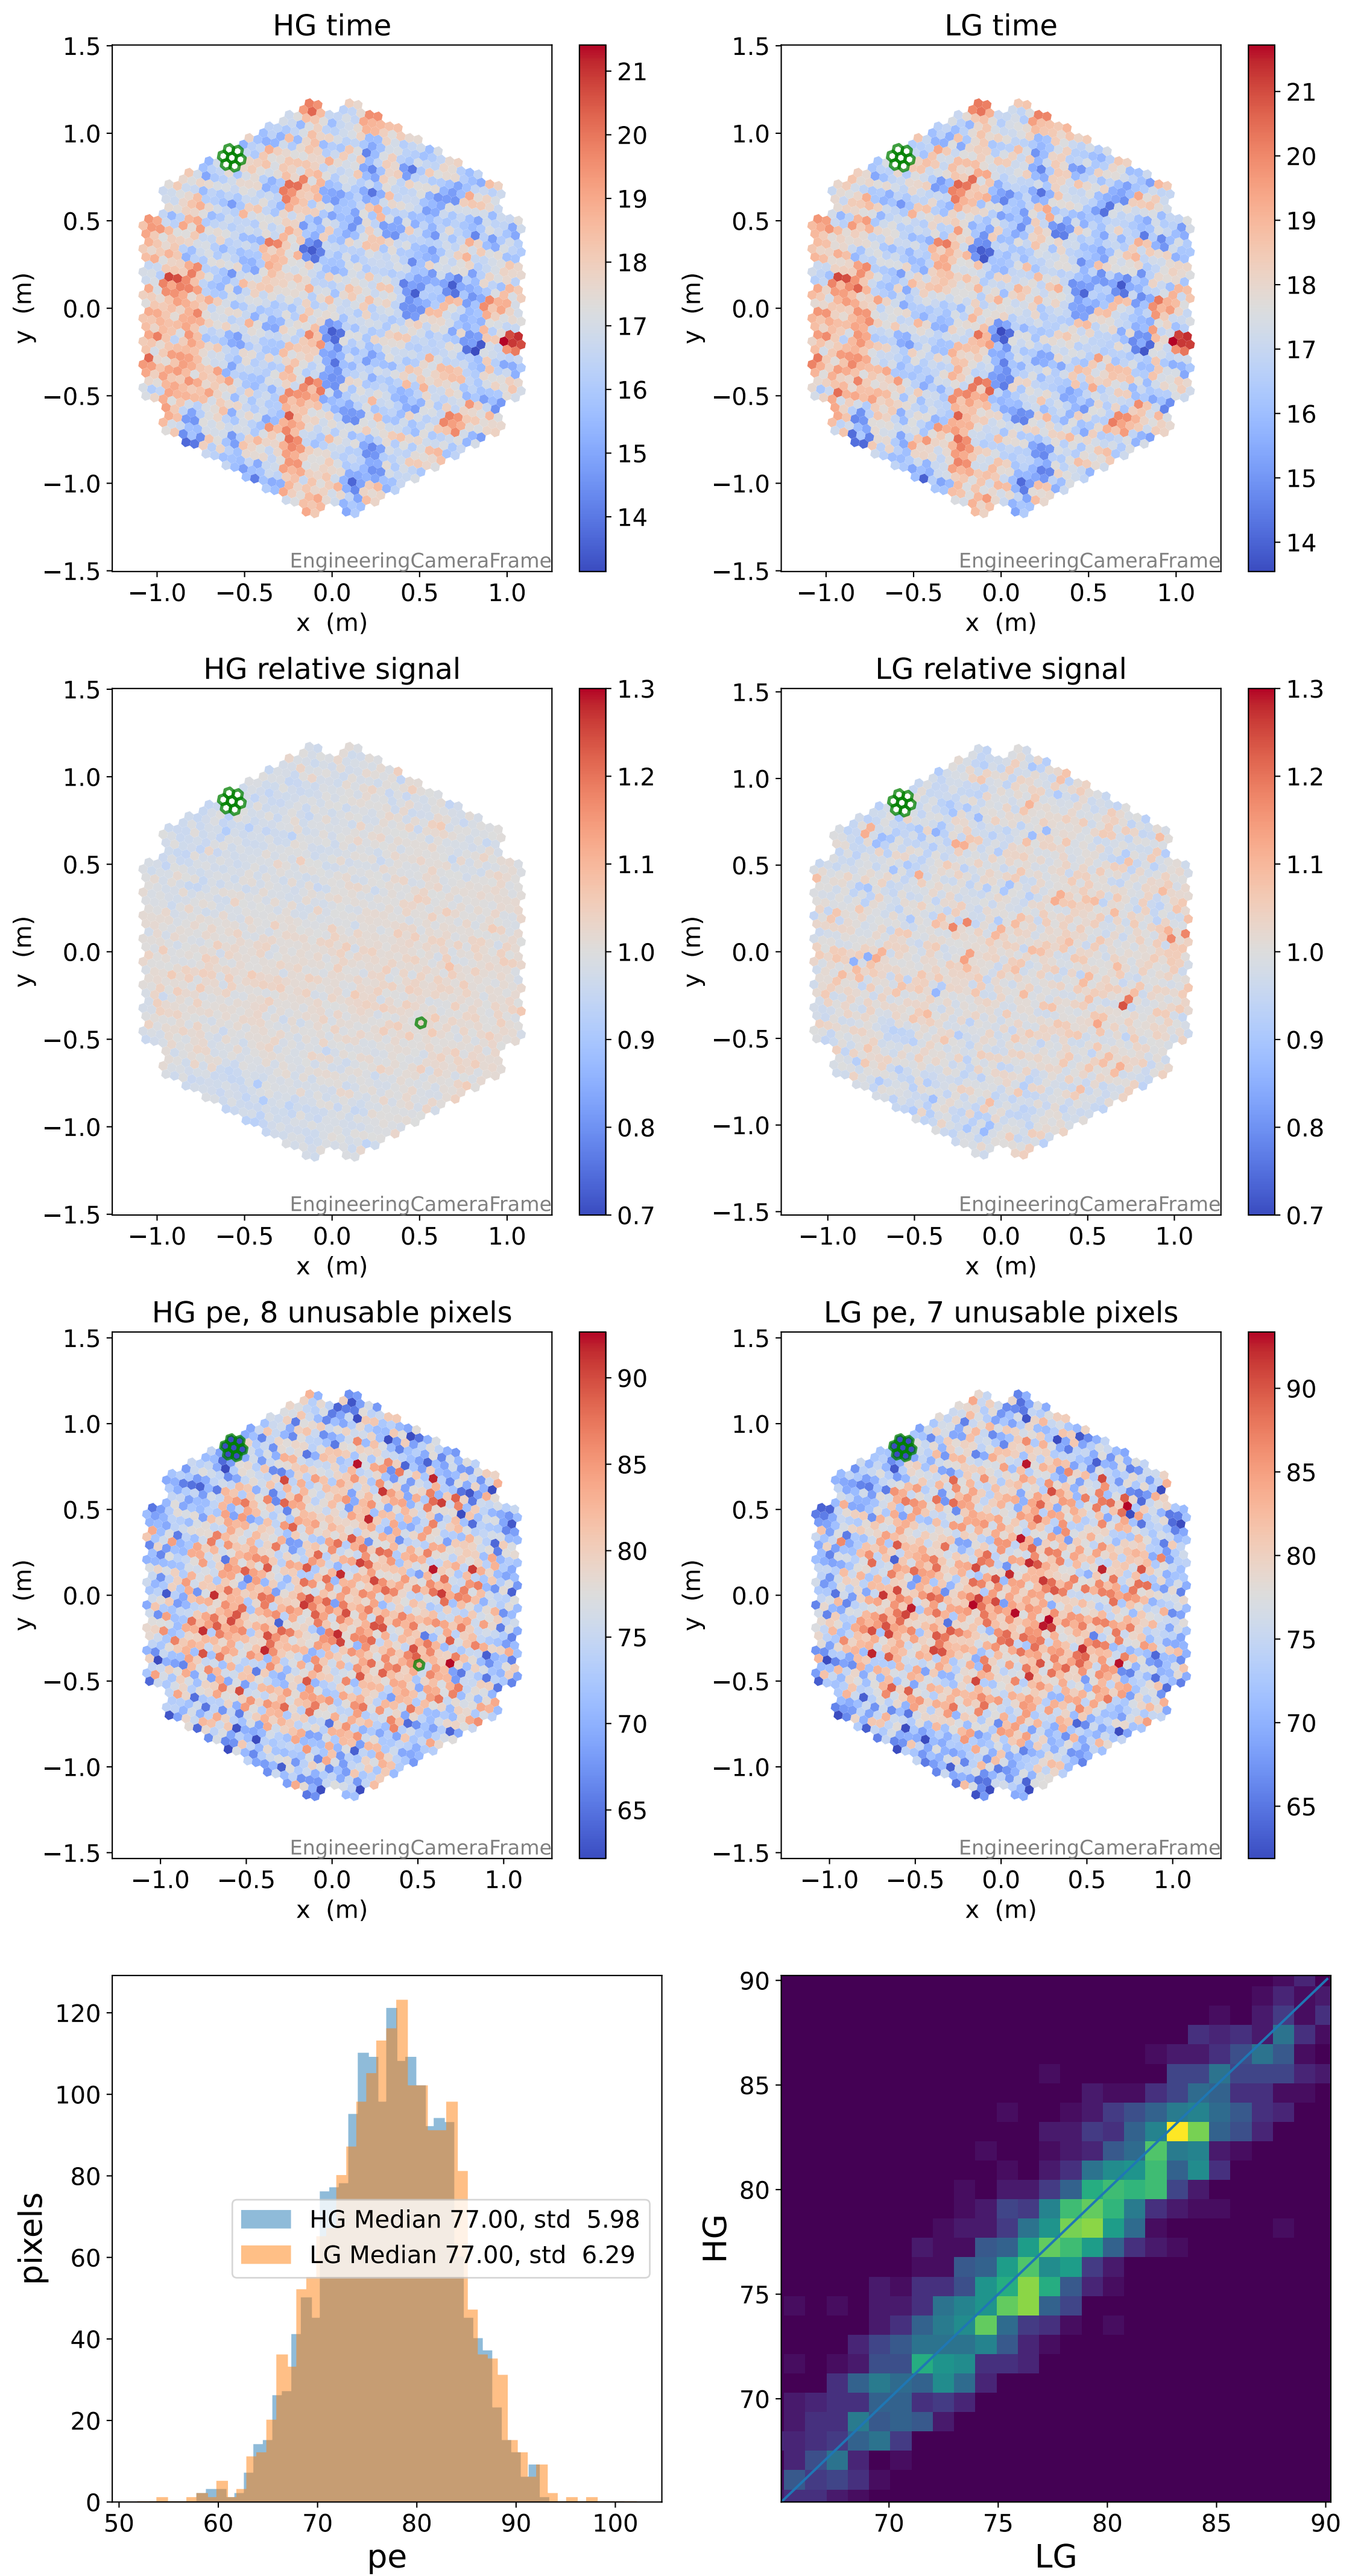 HG time
LG time
1.5
1.0
0.5
0.0
−0.5
−1.0
−1.5
y (m)
−1.0 −0.5 0.0 0.5 1.0
x (m)
EngineeringCameraFrame
21
20
19
18
17
16
15
14
1.5
1.0
0.5
0.0
−0.5
−1.0
−1.5
y (m)
−1.0 −0.5 0.0 0.5 1.0
x (m)
EngineeringCameraFrame
21
20
19
18
17
16
15
14
HG relative signal
LG relative signal
1.5
1.0
0.5
0.0
−0.5
−1.0
−1.5
y (m)
−1.0 −0.5 0.0 0.5 1.0
x (m)
EngineeringCameraFrame
1.3
1.2
1.1
1.0
0.9
0.8
0.7
1.5
1.0
0.5
0.0
−0.5
−1.0
−1.5
y (m)
−1.0 −0.5 0.0 0.5 1.0
x (m)
EngineeringCameraFrame
1.3
1.2
1.1
1.0
0.9
0.8
0.7
HG pe, 8 unusable pixels
LG pe, 7 unusable pixels
1.5
1.0
0.5
0.0
−0.5
−1.0
−1.5
y (m)
−1.0 −0.5 0.0 0.5 1.0
x (m)
EngineeringCameraFrame
90
85
80
75
70
65
1.5
1.0
0.5
0.0
−0.5
−1.0
−1.5
y (m)
−1.0 −0.5 0.0 0.5 1.0
x (m)
EngineeringCameraFrame
90
85
80
75
70
65
120
100
80
60
40
20
0
pixels
HG Median 77.00, std 5.98
LG Median 77.00, std 6.29
50 60 70 80 90 100
pe
90
85
80
75
70
HG
70 75 80 85 90
LG